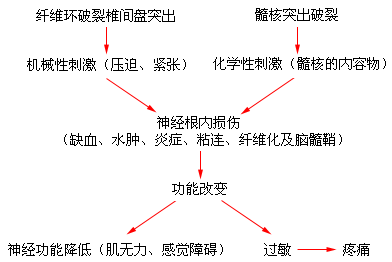 纤维环破裂椎间盘突出
髓核突出破裂
机械性刺激（压迫、紧张）
化学性刺激（髓核的内容物）
神经根内损伤
（缺血、水肿、炎症、粘连、纤维化及脑髓鞘）
功能改变
神经功能降低（肌无力、感觉障碍）
过敏
疼痛